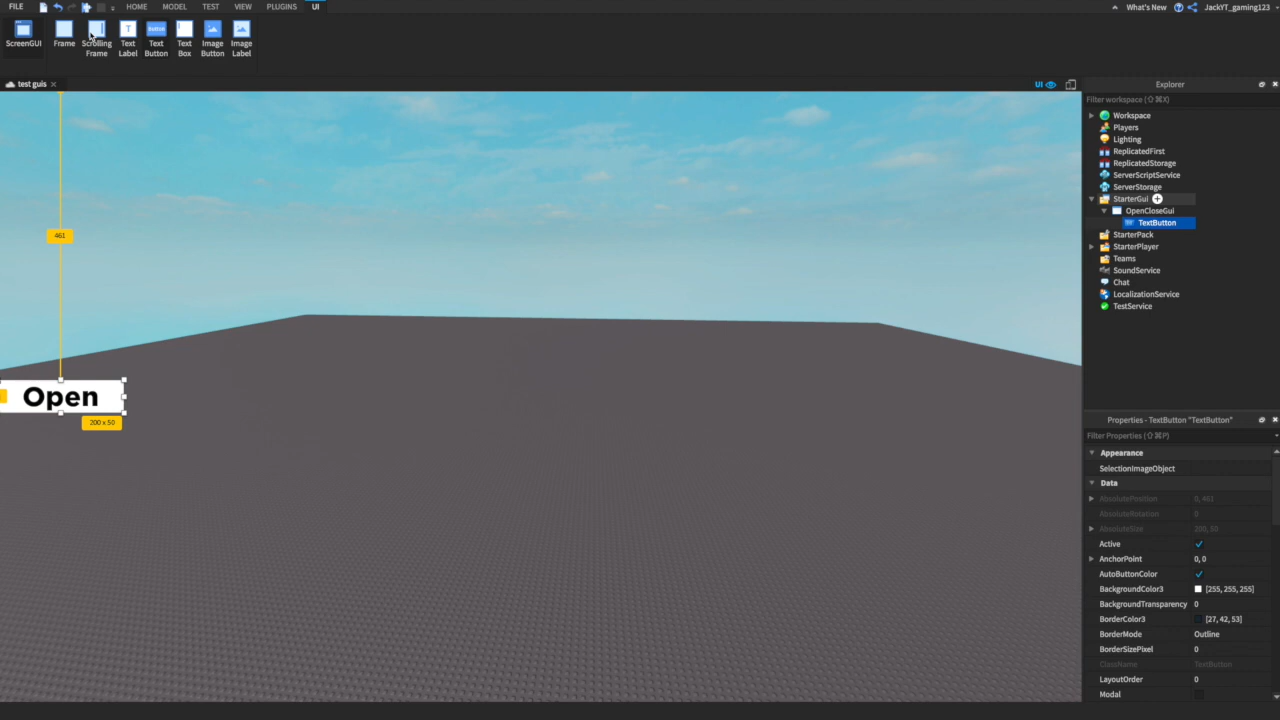 FILE HOME MODEL TEST VIEW PLUGINS UI What's New JackYT_gaming123
ScreenGUI Frame Scrolling Frame Text Label Text Button Text Box Image Button Image Label
Button
test guis
UI
461
Open
200 x 50
Explorer
Filter workspace (⇧⌘X)
Workspace
Players
Lighting
ReplicatedFirst
ReplicatedStorage
ServerScriptService
ServerStorage
StarterGui
OpenCloseGui
TextButton
StarterPack
StarterPlayer
Teams
SoundService
Chat
LocalizationService
TestService
Properties - TextButton "TextButton"
Filter Properties (⇧⌘P)
Appearance
SelectionImageObject
Data
AbsolutePosition 0, 461
AbsoluteRotation 0
AbsoluteSize 200, 50
Active
AnchorPoint 0, 0
AutoButtonColor
BackgroundColor3 [255, 255, 255]
BackgroundTransparency 0
BorderColor3 [27, 42, 53]
BorderMode Outline
BorderSizePixel 0
ClassName TextButton
LayoutOrder 0
Modal